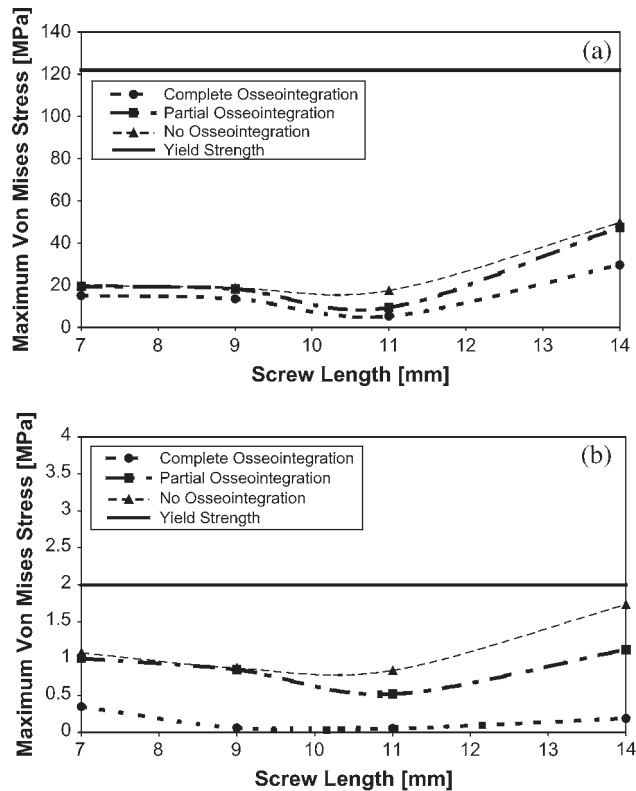 140
120
100
80
60
40
20
0
Maximum Von Mises Stress [MPa]
(a)
Complete Osseointegration
Partial Osseointegration
No Osseointegration
Yield Strength
7 8 9 10 11 12 13 14
Screw Length [mm]
4
3.5
3
2.5
2
1.5
1
0.5
0
Maximum Von Mises Stress [MPa]
(b)
Complete Osseointegration
Partial Osseointegration
No Osseointegration
Yield Strength
7 8 9 10 11 12 13 14
Screw Length [mm]